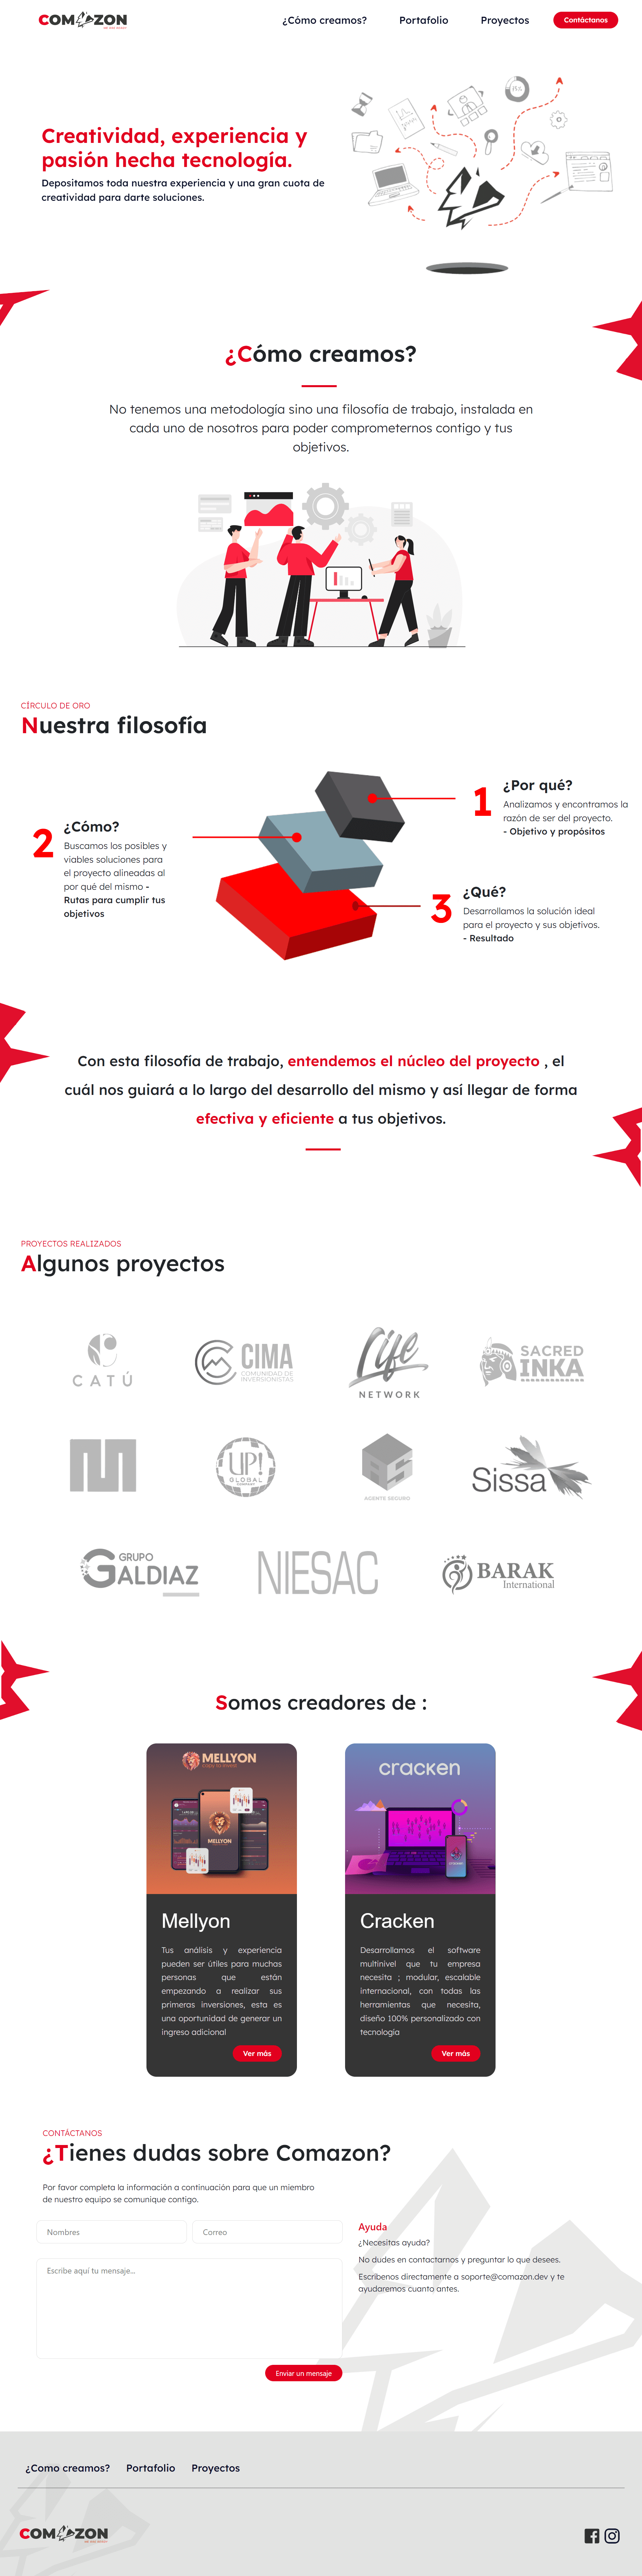 COMAZON
¿Cómo creamos?
Portafolio
Proyectos
Contáctanos
Creatividad, experiencia y
pasión hecha tecnología.
Depositamos toda nuestra experiencia y una gran cuota de
creatividad para darte soluciones.
¿Cómo creamos?
No tenemos una metodología sino una filosofía de trabajo, instalada en
cada uno de nosotros para poder comprometernos contigo y tus
objetivos.
CÍRCULO DE ORO
Nuestra filosofía
1
¿Por qué?
Analizamos y encontramos la
razón de ser del proyecto.
- Objetivo y propósitos
2
¿Cómo?
Buscamos los posibles y
viables soluciones para
el proyecto alineadas al
por qué del mismo -
Rutas para cumplir tus
objetivos
3
¿Qué?
Desarrollamos la solución ideal
para el proyecto y sus objetivos.
- Resultado
Con esta filosofía de trabajo, entendemos el núcleo del proyecto , el
cuál nos guiará a lo largo del desarrollo del mismo y así llegar de forma
efectiva y eficiente a tus objetivos.
PROYECTOS REALIZADOS
Algunos proyectos
CATÚ
CIMA
COMUNIDAD DE
INVERSIONISTAS
Life
NETWORK
SACRED
INKA
UP!
GLOBAL
COMPANY
AGENTE SEGURO
Sissa
GRUPO
GALDIAZ
NIESAC
BARAK
International
Somos creadores de :
MELLYON
MELLYON
Mellyon
Tus análisis y experiencia
pueden ser útiles para muchas
personas que están
empezando a realizar sus
primeras inversiones, esta es
una oportunidad de generar un
ingreso adicional
Ver más
cracken
Cracken
Desarrollamos el software
multinivel que tu empresa
necesita ; modular, escalable
internacional, con todas las
herramientas que necesita,
diseño 100% personalizado con
tecnología
Ver más
CONTÁCTANOS
¿Tienes dudas sobre Comazon?
Por favor completa la información a continuación para que un miembro
de nuestro equipo se comunique contigo.
Nombres
Correo
Escribe aquí tu mensaje...
Enviar un mensaje
Ayuda
¿Necesitas ayuda?
No dudes en contactarnos y preguntar lo que desees.
Escríbenos directamente a soporte@comazon.dev y te
ayudaremos cuanto antes.
¿Como creamos?
Portafolio
Proyectos
COMAZON